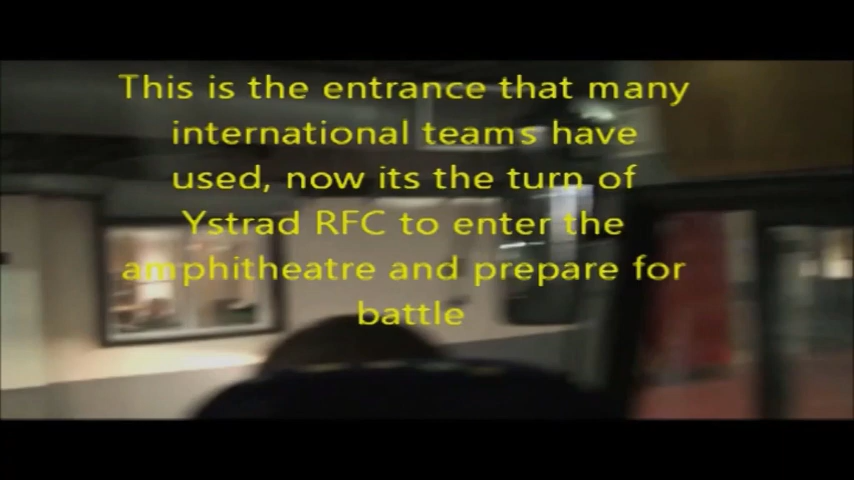 This is the entrance that many
international teams have
used, now its the turn of
Ystrad RFC to enter the
amphitheatre and prepare for
battle